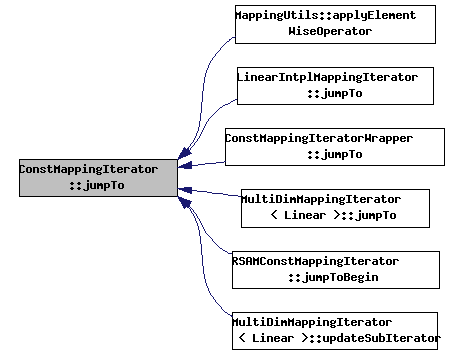 MappingUtils::applyElement
WiseOperator
LinearIntplMappingIterator
::jumpTo
ConstMappingIteratorWrapper
::jumpTo
ConstMappingIterator
::jumpTo
MultiDimMappingIterator
< Linear >::jumpTo
RSAMConstMappingIterator
::jumpToBegin
MultiDimMappingIterator
< Linear >::updateSubIterator